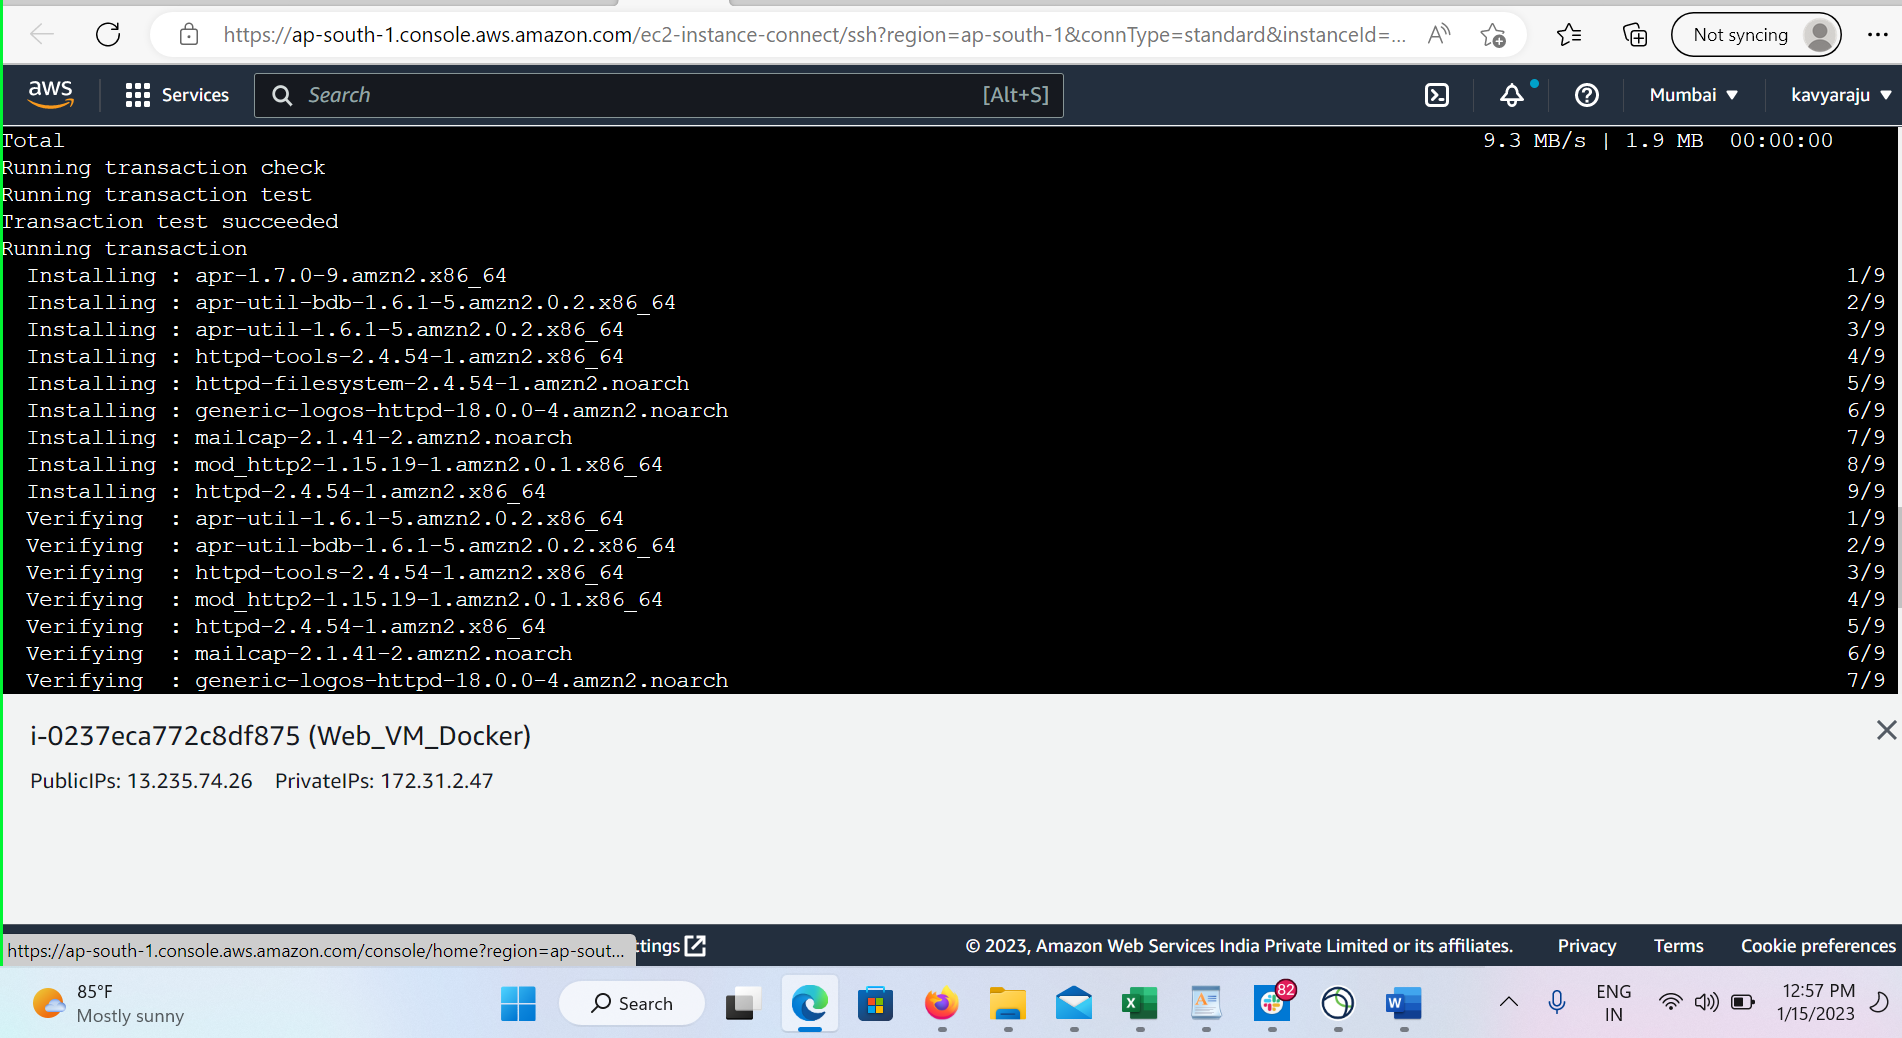 https://ap-south-1.console.aws.amazon.com/ec2-instance-connect/ssh?region=ap-south-1&connType=standard&instanceId=...
Not syncing
aws
Services
Search
[Alt+S]
Mumbai
kavyaraju
Total 9.3 MB/s | 1.9 MB 00:00:00
Running transaction check
Running transaction test
Transaction test succeeded
Running transaction
Installing : apr-1.7.0-9.amzn2.x86_64 1/9
Installing : apr-util-bdb-1.6.1-5.amzn2.0.2.x86_64 2/9
Installing : apr-util-1.6.1-5.amzn2.0.2.x86_64 3/9
Installing : httpd-tools-2.4.54-1.amzn2.x86_64 4/9
Installing : httpd-filesystem-2.4.54-1.amzn2.noarch 5/9
Installing : generic-logos-httpd-18.0.0-4.amzn2.noarch 6/9
Installing : mailcap-2.1.41-2.amzn2.noarch 7/9
Installing : mod_http2-1.15.19-1.amzn2.0.1.x86_64 8/9
Installing : httpd-2.4.54-1.amzn2.x86_64 9/9
Verifying : apr-util-1.6.1-5.amzn2.0.2.x86_64 1/9
Verifying : apr-util-bdb-1.6.1-5.amzn2.0.2.x86_64 2/9
Verifying : httpd-tools-2.4.54-1.amzn2.x86_64 3/9
Verifying : mod_http2-1.15.19-1.amzn2.0.1.x86_64 4/9
Verifying : httpd-2.4.54-1.amzn2.x86_64 5/9
Verifying : mailcap-2.1.41-2.amzn2.noarch 6/9
Verifying : generic-logos-httpd-18.0.0-4.amzn2.noarch 7/9
i-0237eca772c8df875 (Web_VM_Docker)
PublicIPs: 13.235.74.26 PrivateIPs: 172.31.2.47
https://ap-south-1.console.aws.amazon.com/console/home?region=ap-sout...
ttings
© 2023, Amazon Web Services India Private Limited or its affiliates.
Privacy
Terms
Cookie preferences
85°F
Mostly sunny
Search
82
ENG
IN
12:57 PM
1/15/2023